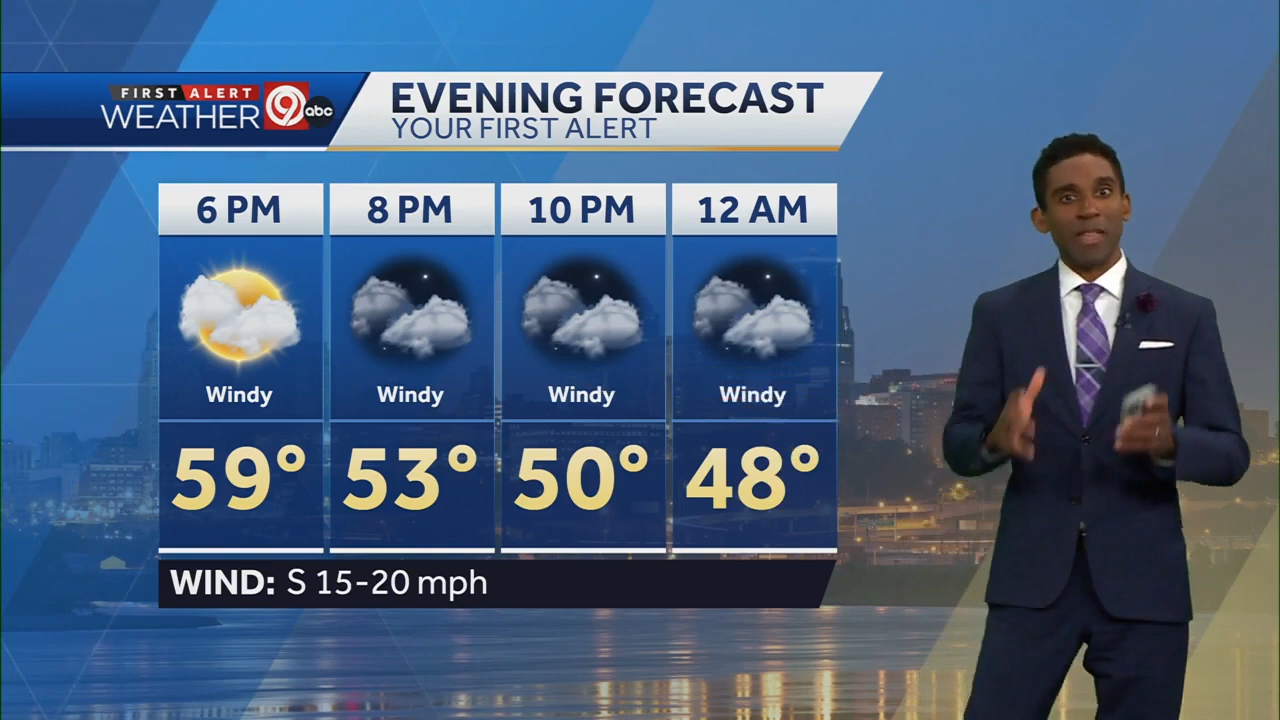 FIRST ALERT
WEATHER 9 abc
EVENING FORECAST
YOUR FIRST ALERT
6 PM 8 PM 10 PM 12 AM
Windy Windy Windy Windy
59° 53° 50° 48°
WIND: S 15-20 mph